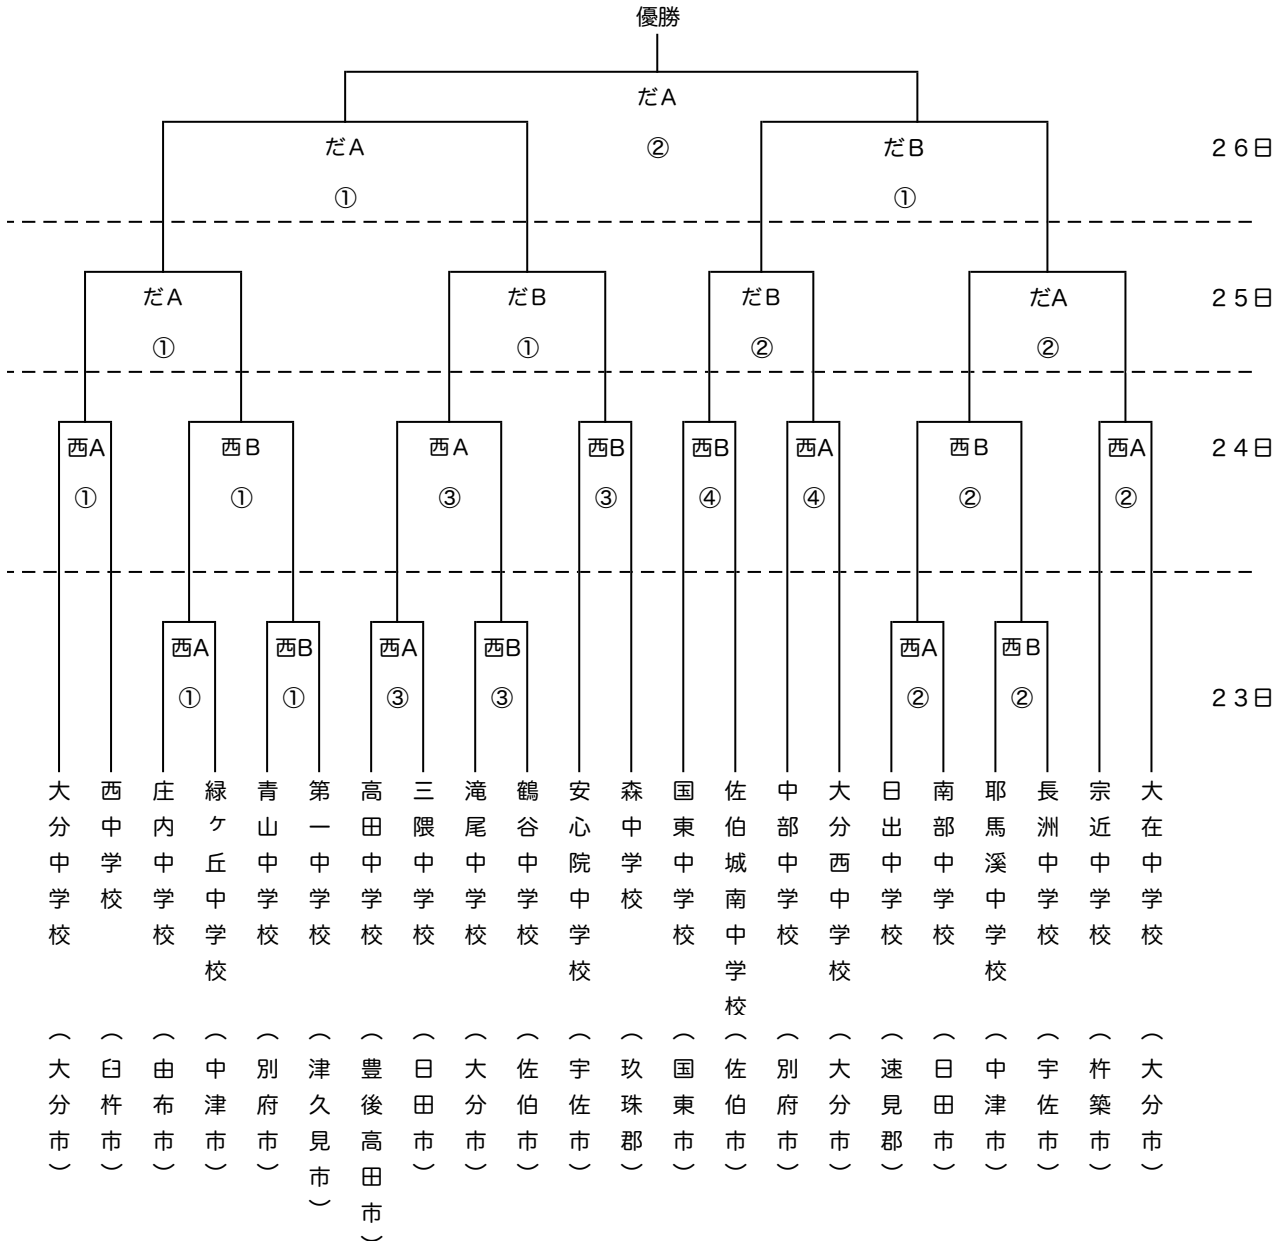 優勝
だA
②
だA
①
だB
①
２６日
だA
①
だB
①
だB
②
だA
②
２５日
西A
①
西B
①
西A
③
西B
③
西B
④
西A
④
西B
②
西A
②
２４日
西A
①
西B
①
西A
③
西B
③
西A
②
西B
②
２３日
大分中学校
（大分市）
西中学校
（臼杵市）
庄内中学校
（由布市）
緑ケ丘中学校
（中津市）
青山中学校
（別府市）
第一中学校
（津久見市）
高田中学校
（豊後高田市）
三隈中学校
（日田市）
滝尾中学校
（大分市）
鶴谷中学校
（佐伯市）
安心院中学校
（宇佐市）
森中学校
（玖珠郡）
国東中学校
（国東市）
佐伯城南中学校
（佐伯市）
中部中学校
（別府市）
大分西中学校
（大分市）
日出中学校
（速見郡）
南部中学校
（日田市）
耶馬溪中学校
（中津市）
長洲中学校
（宇佐市）
宗近中学校
（杵築市）
大在中学校
（大分市）